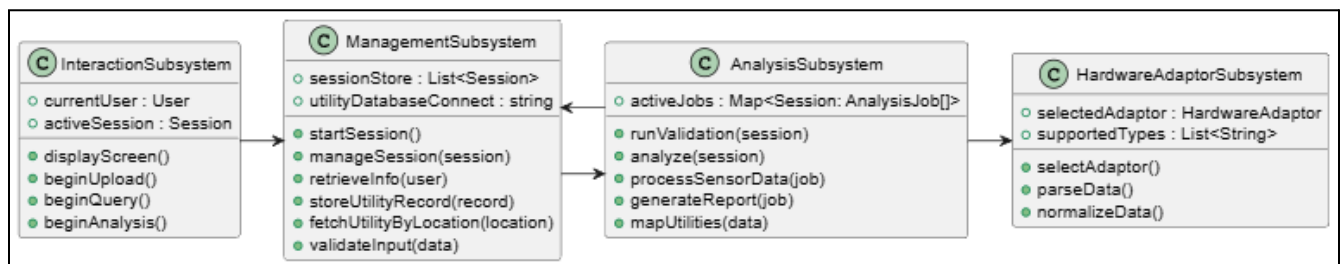 C InteractionSubsystem
currentUser : User
activeSession : Session
displayScreen()
beginUpload()
beginQuery()
beginAnalysis()
C ManagementSubsystem
sessionStore : List<Session>
utilityDatabaseConnect : string
startSession()
manageSession(session)
retrieveInfo(user)
storeUtilityRecord(record)
fetchUtilityByLocation(location)
validateInput(data)
C AnalysisSubsystem
activeJobs : Map<Session: AnalysisJob[]>
runValidation(session)
analyze(session)
processSensorData(job)
generateReport(job)
mapUtilities(data)
C HardwareAdaptorSubsystem
selectedAdaptor : HardwareAdaptor
supportedTypes : List<String>
selectAdaptor()
parseData()
normalizeData()